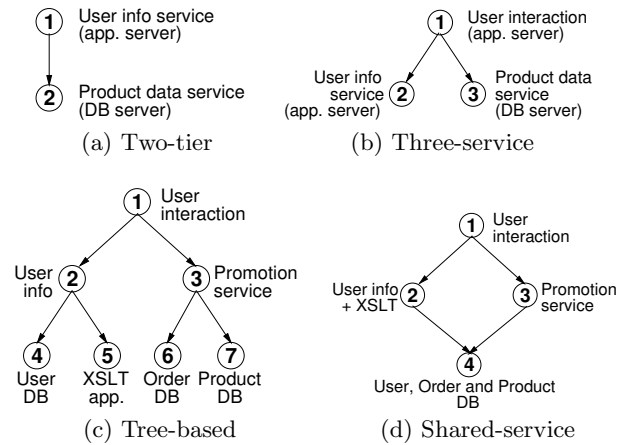 1 User info service
(app. server)
2 Product data service
(DB server)
(a) Two-tier
1 User interaction
(app. server)
User info
service
(app. server) 2
3 Product data
service
(DB server)
(b) Three-service
1 User
interaction
User
info 2
3 Promotion
service
4 5 6 7
User
DB
XSLT
app.
Order
DB
Product
DB
(c) Tree-based
1 User
interaction
User info
+ XSLT 2
3 Promotion
service
4
User, Order and Product
DB
(d) Shared-service